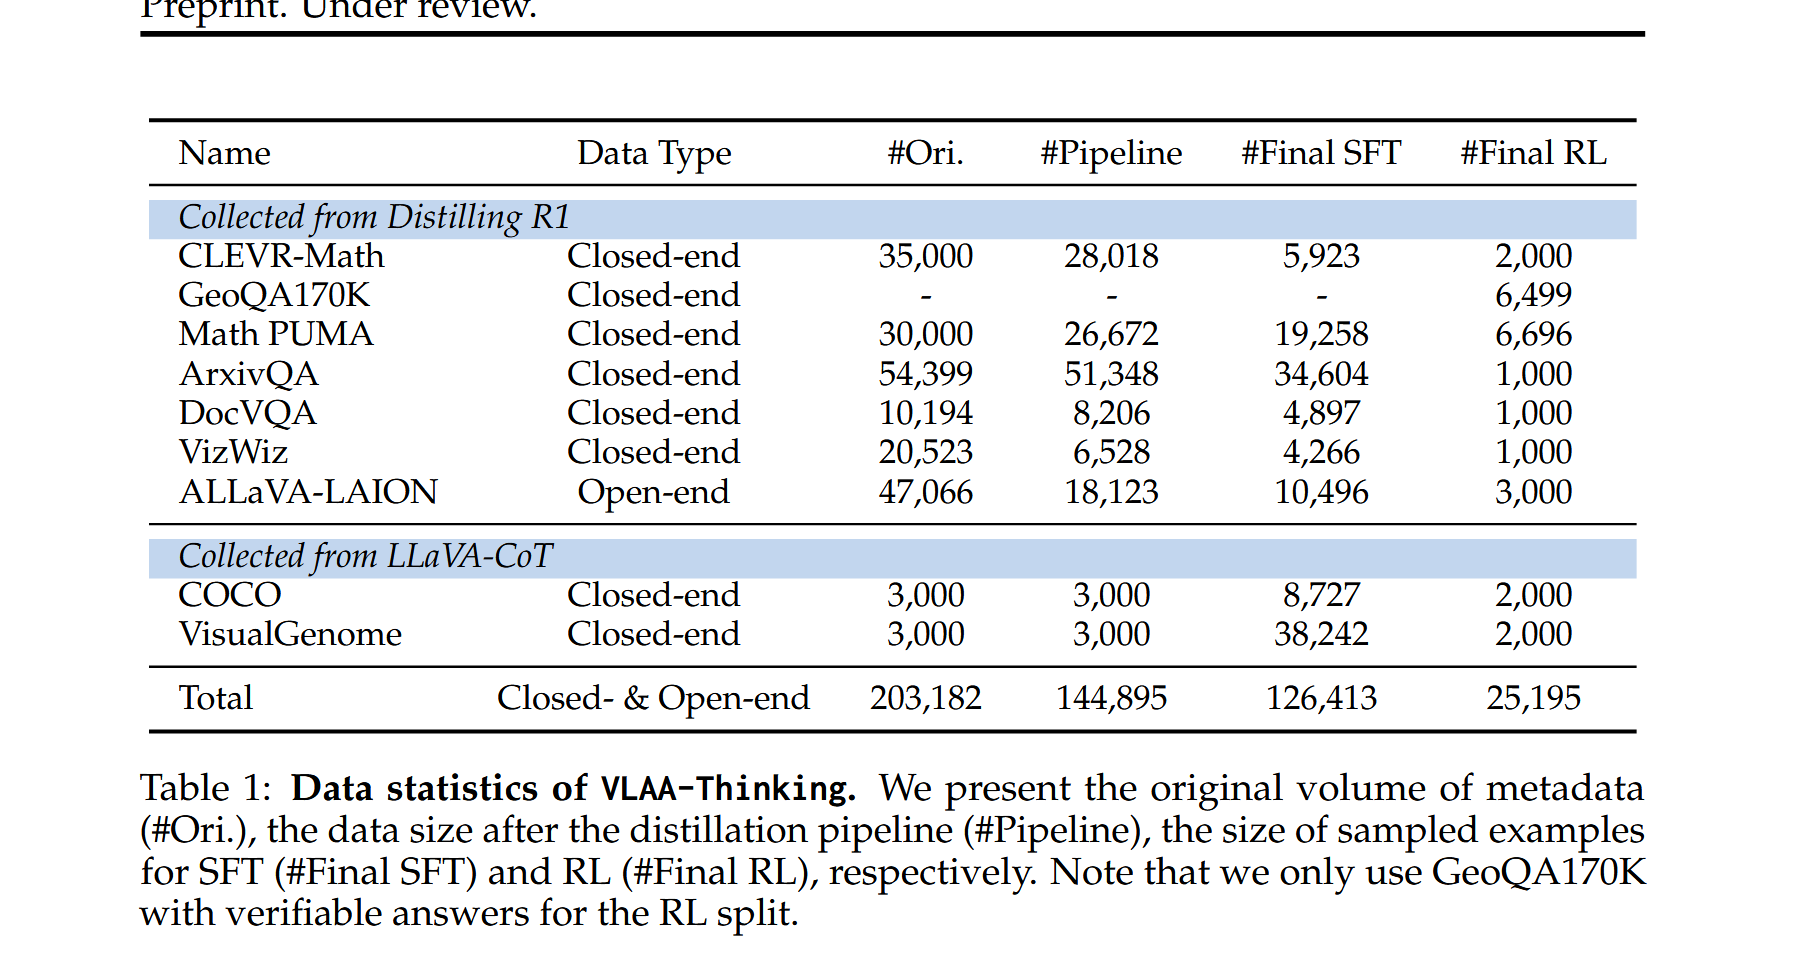 Preprint. Under review.
Name Data Type #Ori. #Pipeline #Final SFT #Final RL
Collected from Distilling R1
CLEVR-Math Closed-end 35,000 28,018 5,923 2,000
GeoQA170K Closed-end - - - 6,499
Math PUMA Closed-end 30,000 26,672 19,258 6,696
ArxivQA Closed-end 54,399 51,348 34,604 1,000
DocVQA Closed-end 10,194 8,206 4,897 1,000
VizWiz Closed-end 20,523 6,528 4,266 1,000
ALLaVA-LAION Open-end 47,066 18,123 10,496 3,000
Collected from LLaVA-CoT
COCO Closed-end 3,000 3,000 8,727 2,000
VisualGenome Closed-end 3,000 3,000 38,242 2,000
Total Closed- & Open-end 203,182 144,895 126,413 25,195
Table 1: Data statistics of VLAA-Thinking. We present the original volume of metadata
(#Ori.), the data size after the distillation pipeline (#Pipeline), the size of sampled examples
for SFT (#Final SFT) and RL (#Final RL), respectively. Note that we only use GeoQA170K
with verifiable answers for the RL split.